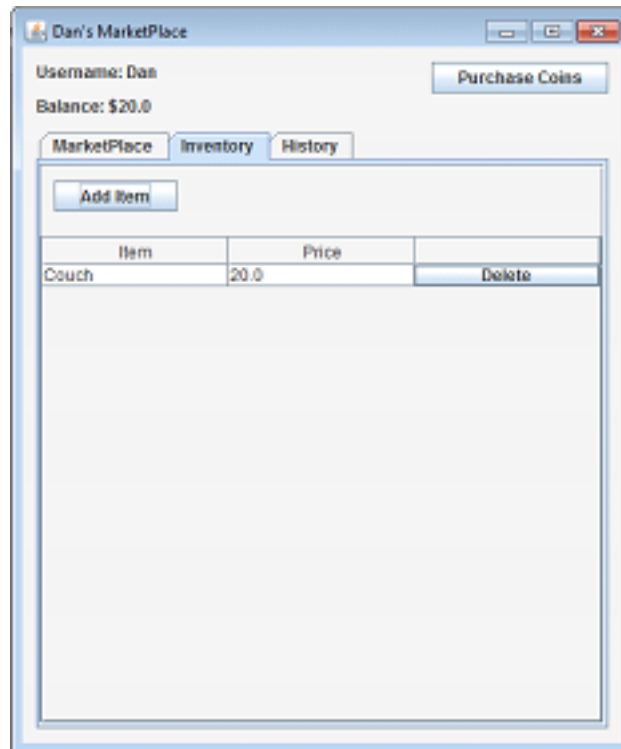 Dan's MarketPlace
Username: Dan
Purchase Coins
Balance: $20.0
MarketPlace Inventory History
Add Item
Item Price
Couch 20.0 Delete